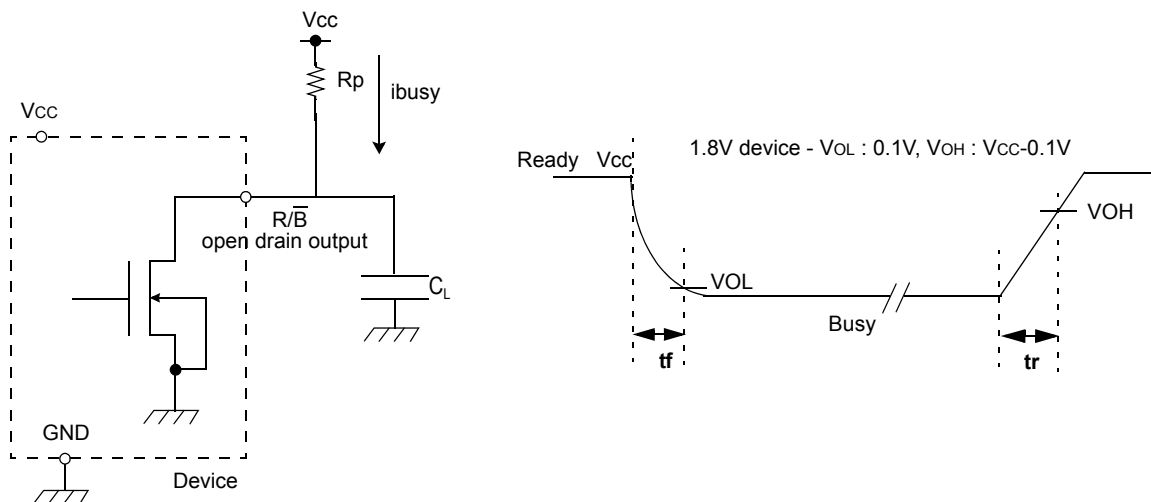 Vcc
Rp
ibusy
VCC
R/B̅
open drain output
CL
GND
Device
1.8V device - VOL : 0.1V, VOH : VCC-0.1V
Ready Vcc
VOH
VOL
Busy
tf
tr